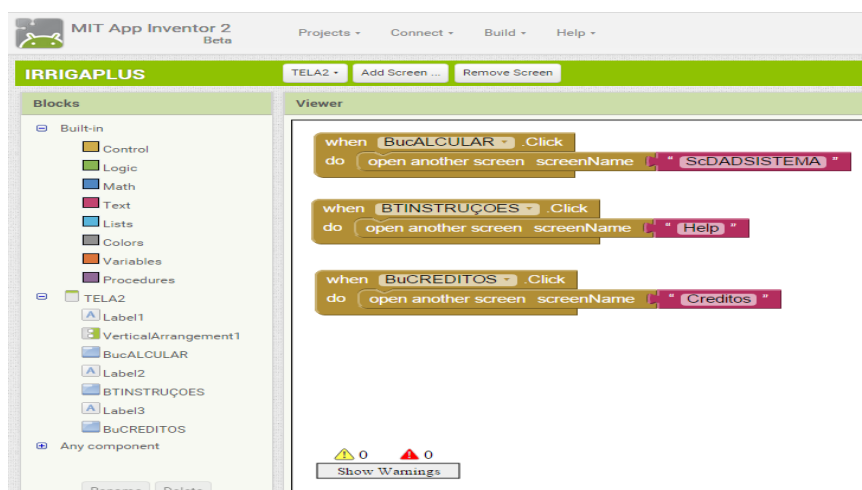 MIT App Inventor 2
Beta
Projects Connect Build Help
IRRIGAPLUS
TELA2 Add Screen ... Remove Screen
Blocks
Viewer
Built-in
Control
Logic
Math
Text
Lists
Colors
Variables
Procedures
TELA2
Label1
VerticalArrangement1
BucALCULAR
Label2
BTINSTRUÇOES
Label3
BuCREDITOS
Any component
Rename Delete
when BucALCULAR .Click
do open another screen screenName " ScDADSISTEMA "
when BTINSTRUÇOES .Click
do open another screen screenName " Help "
when BuCREDITOS .Click
do open another screen screenName " Creditos "
0 0
Show Warnings